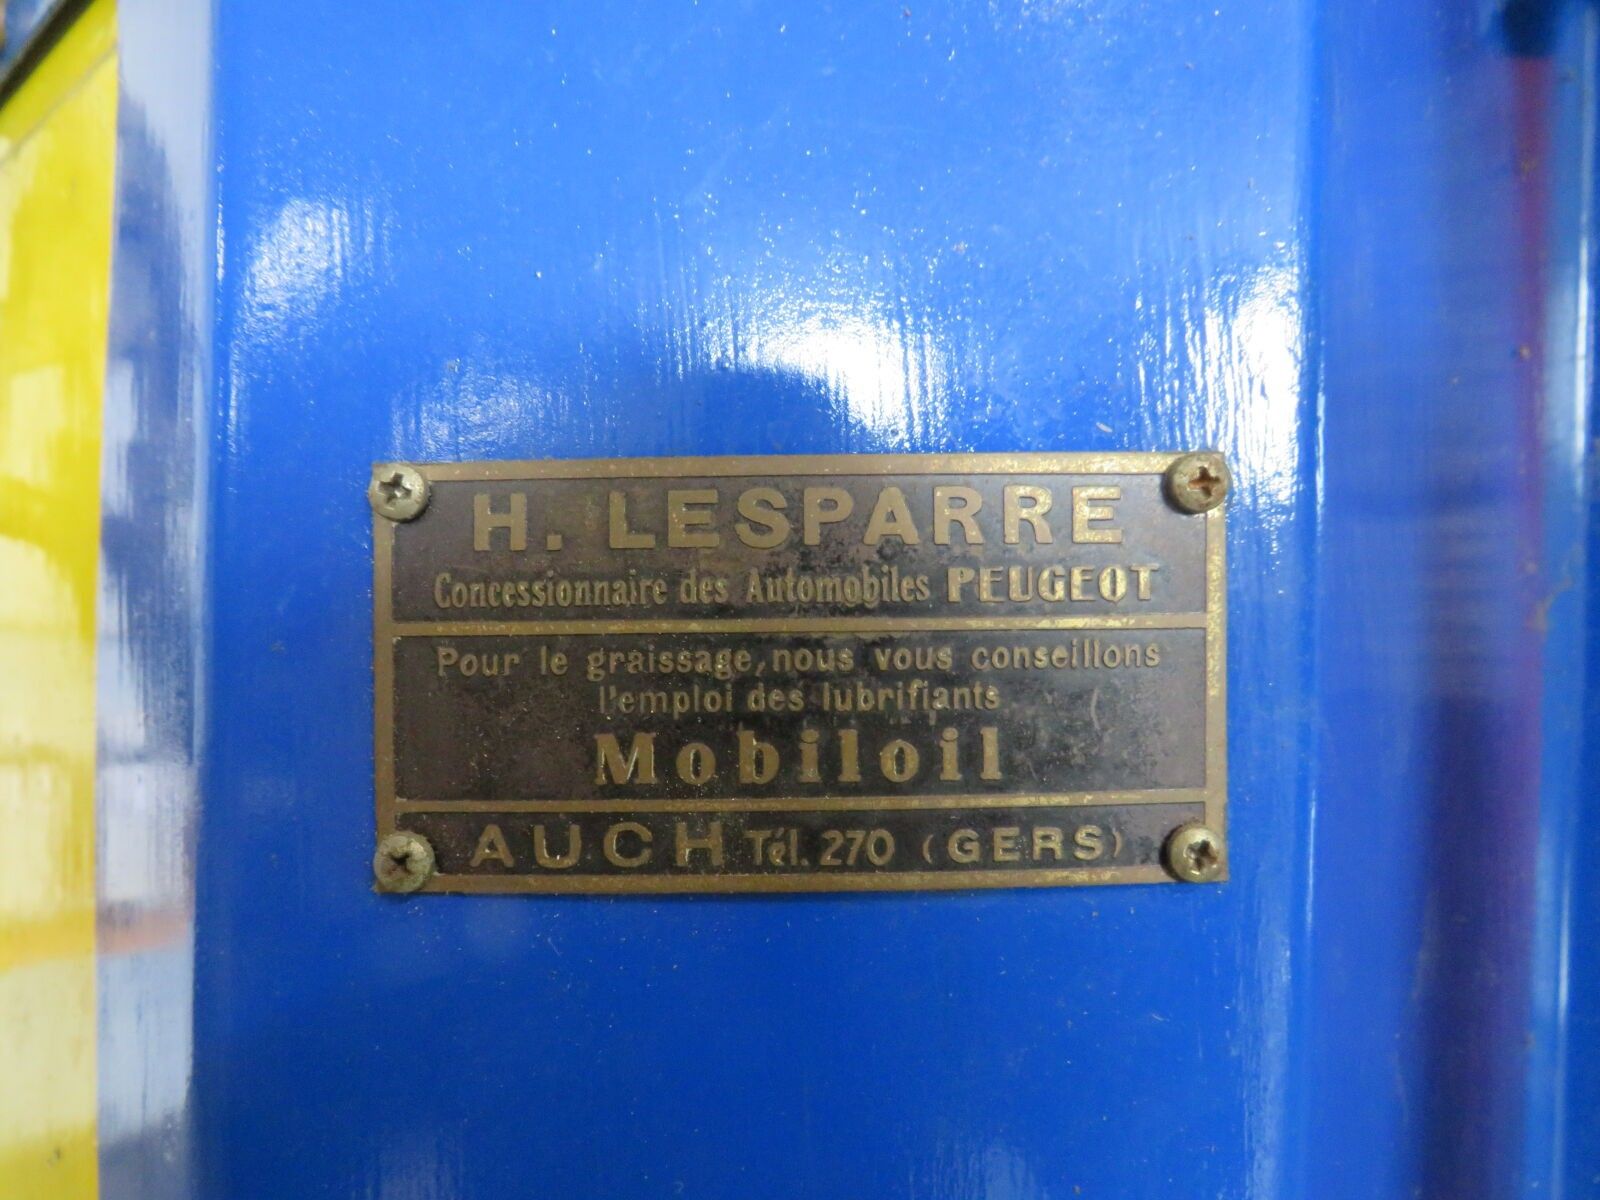 H. LESPARRE
Concessionnaire des Automobiles PEUGEOT
Pour le graissage, nous vous conseillons
l'emploi des lubrifiants
Mobiloil
AUCH Tél. 270 (GERS)